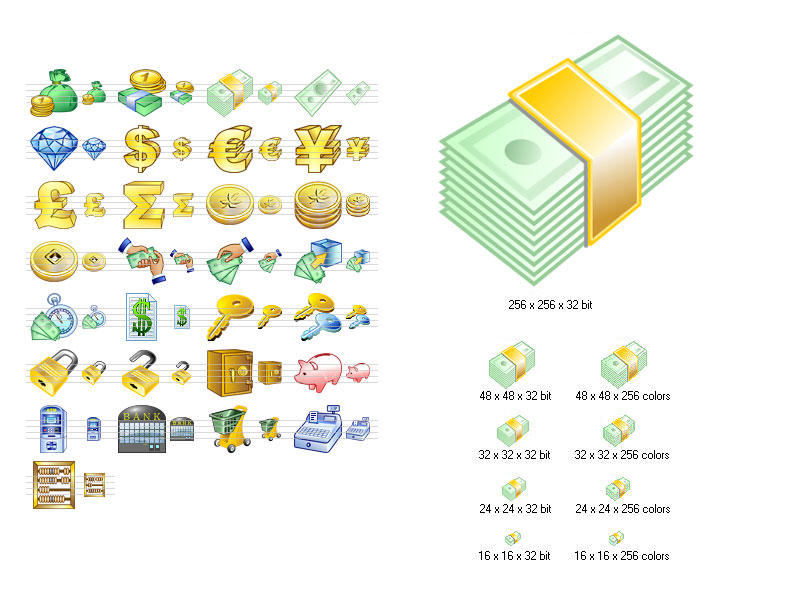 BANK
256 x 256 x 32 bit
48 x 48 x 32 bit
48 x 48 x 256 colors
32 x 32 x 32 bit
32 x 32 x 256 colors
24 x 24 x 32 bit
24 x 24 x 256 colors
16 x 16 x 32 bit
16 x 16 x 256 colors